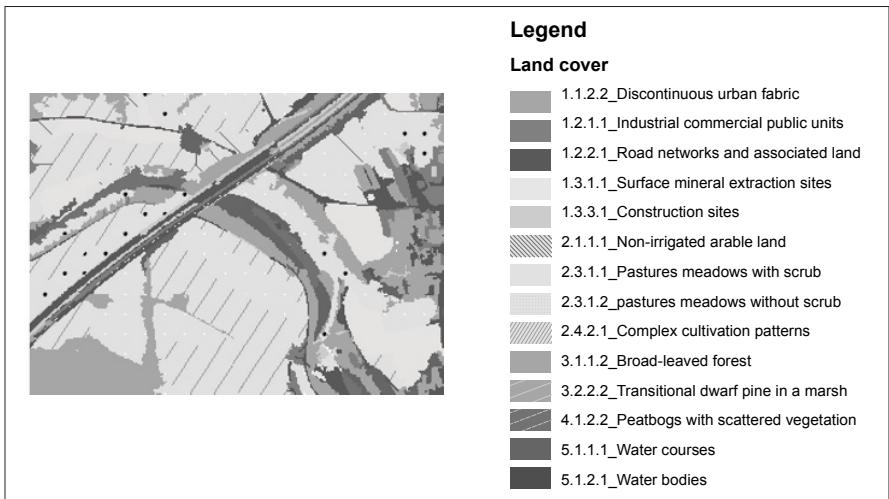 Legend
Land cover
1.1.2.2_Discontinuous urban fabric
1.2.1.1_Industrial commercial public units
1.2.2.1_Road networks and associated land
1.3.1.1_Surface mineral extraction sites
1.3.3.1_Construction sites
2.1.1.1_Non-irrigated arable land
2.3.1.1_Pastures meadows with scrub
2.3.1.2_pastures meadows without scrub
2.4.2.1_Complex cultivation patterns
3.1.1.2_Broad-leaved forest
3.2.2.2_Transitional dwarf pine in a marsh
4.1.2.2_Peatbogs with scattered vegetation
5.1.1.1_Water courses
5.1.2.1_Water bodies